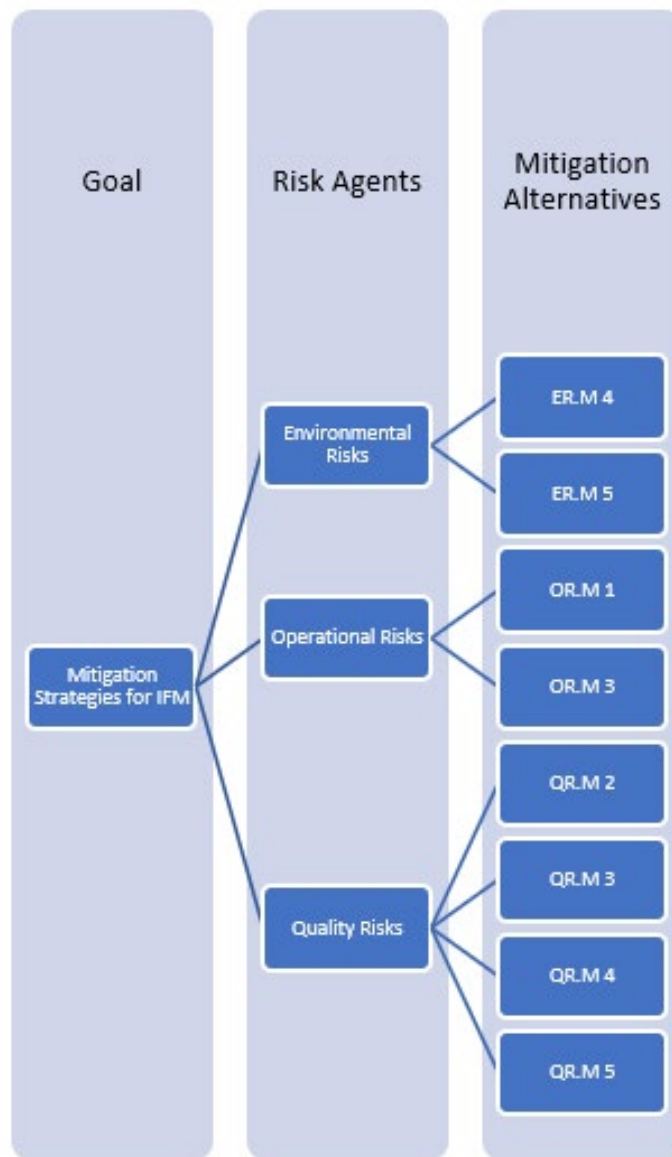 Goal
Risk Agents
Mitigation
Alternatives
Mitigation
Strategies for IFM
Environmental
Risks
Operational Risks
Quality Risks
ER.M 4
ER.M 5
OR.M 1
OR.M 3
QR.M 2
QR.M 3
QR.M 4
QR.M 5